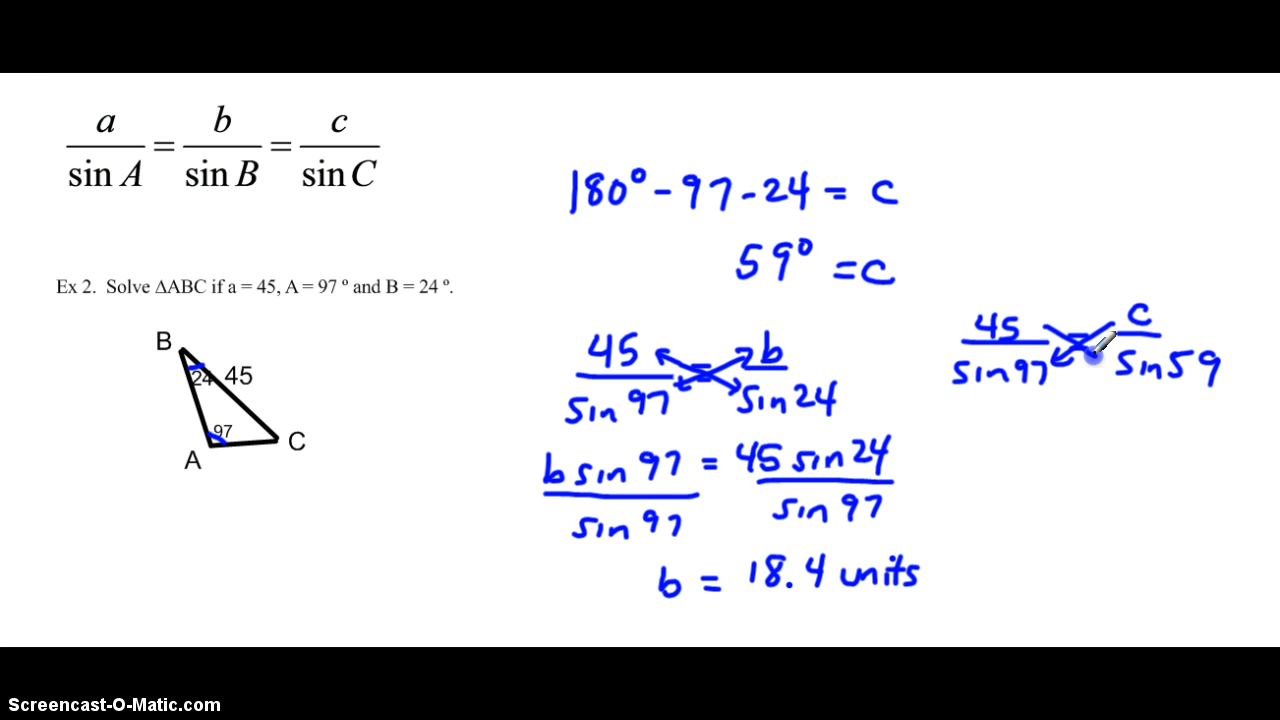 a/sin A = b/sin B = c/sin C
Ex 2. Solve ΔABC if a = 45, A = 97 º and B = 24 º.
B
24
45
97
A
C
180° - 97 - 24 = C
59° = C
45/sin 97 = b/sin 24
b sin 97/sin 97 = 45 sin 24/sin 97
b = 18.4 units
45/sin 97 = c/sin 59
Screencast-O-Matic.com